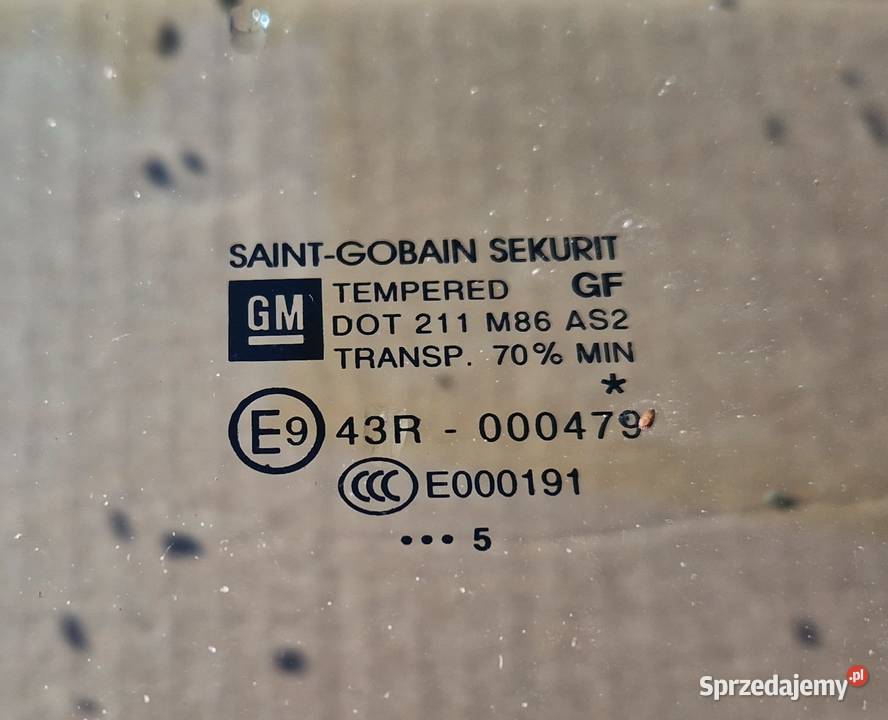 SAINT-GOBAIN SEKURIT
GM
TEMPERED GF
DOT 211 M86 AS2
TRANSP. 70% MIN
*
E9 43R - 000479
CCC E000191
••• 5
Sprzedajemy.pl